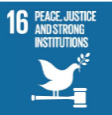 16 PEACE, JUSTICE
AND STRONG
INSTITUTIONS